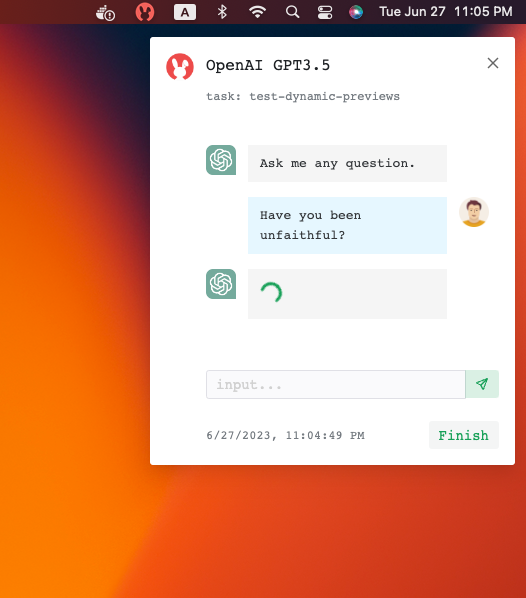 A
Tue Jun 27 11:05 PM
OpenAI GPT3.5
task: test-dynamic-previews
Ask me any question.
Have you been
unfaithful?
input...
6/27/2023, 11:04:49 PM
Finish